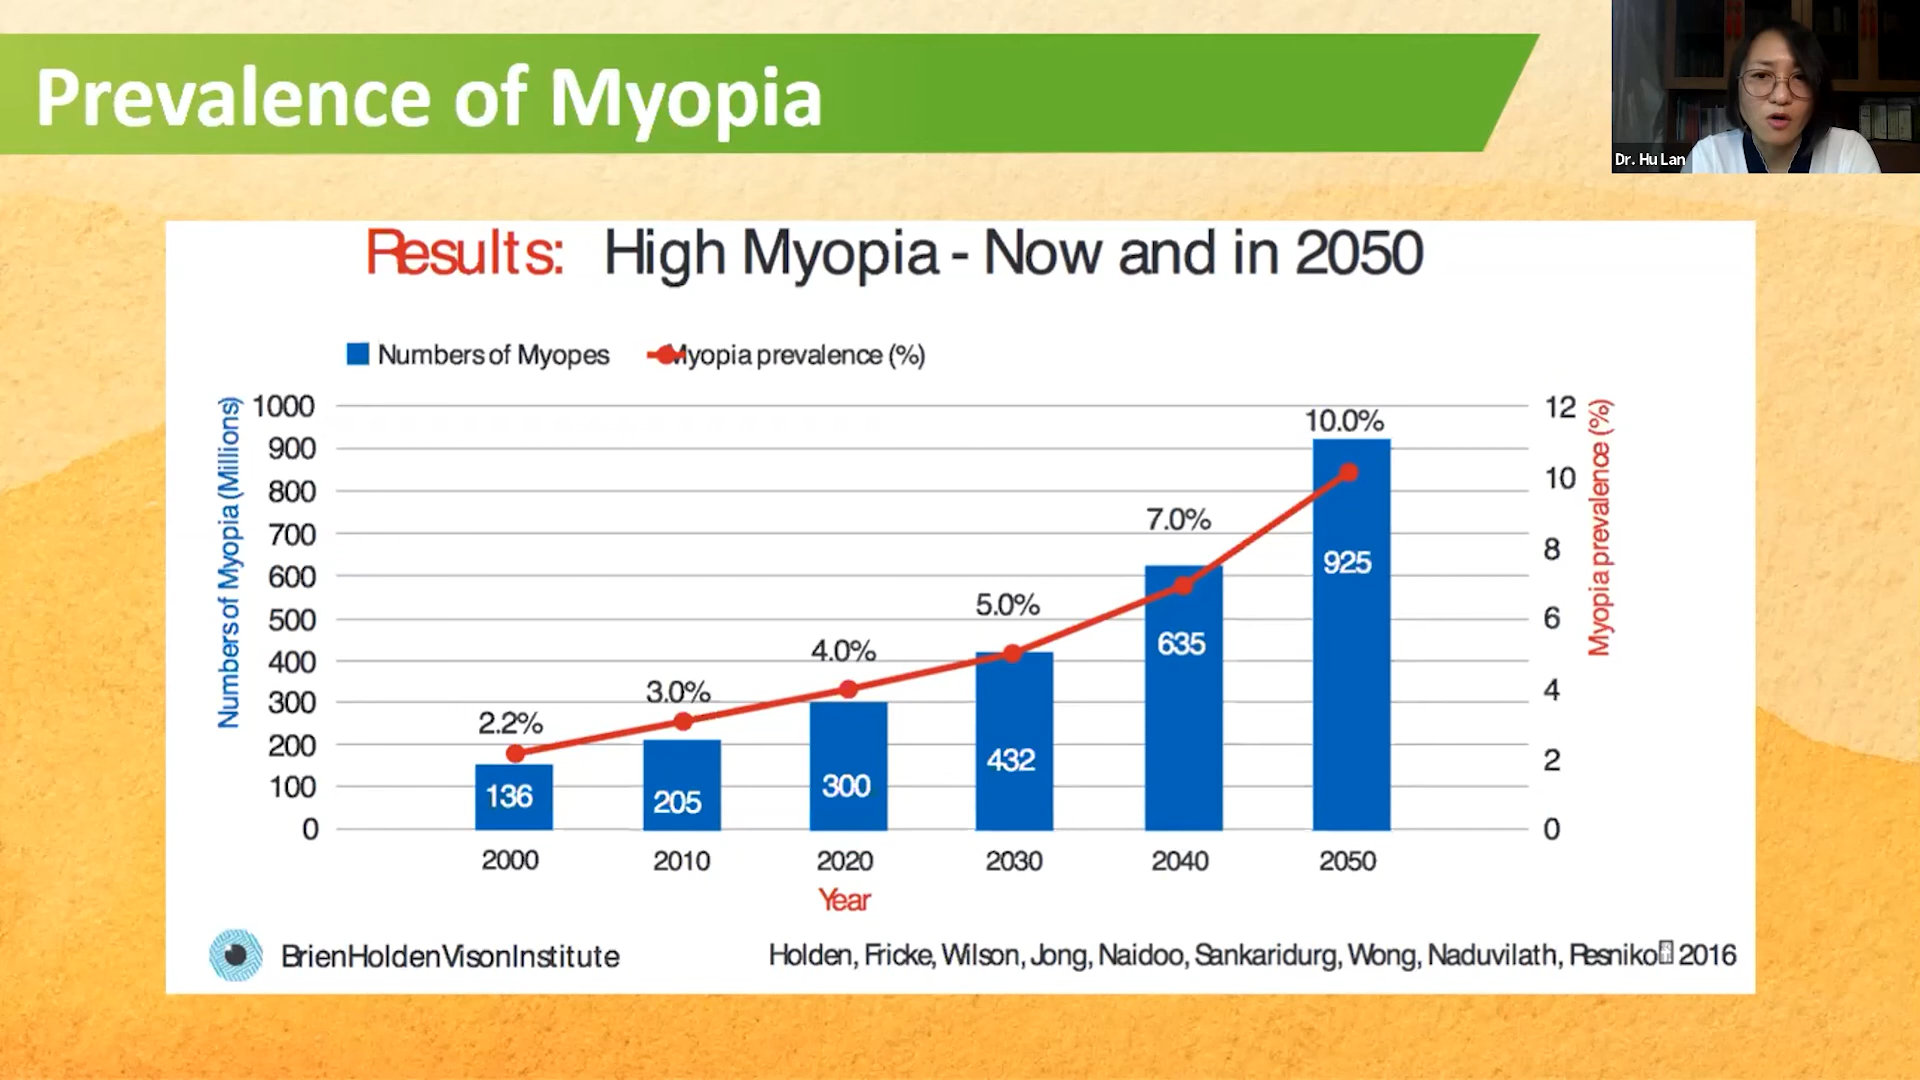 Prevalence of Myopia
Dr. Hu Lan
Results: High Myopia - Now and in 2050
Numbers of Myopes
Myopia prevalence (%)
Numbers of Myopia (Millions)
1000
900
800
700
600
500
400
300
200
100
0
2.2%
3.0%
4.0%
5.0%
7.0%
10.0%
136
205
300
432
635
925
12
10
8
6
4
2
0
Myopia prevalence (%)
2000 2010 2020 2030 2040 2050
Year
BrienHoldenVisonInstitute
Holden, Fricke, Wilson, Jong, Naidoo, Sankaridurg, Wong, Naduvilath, Resniko 2016